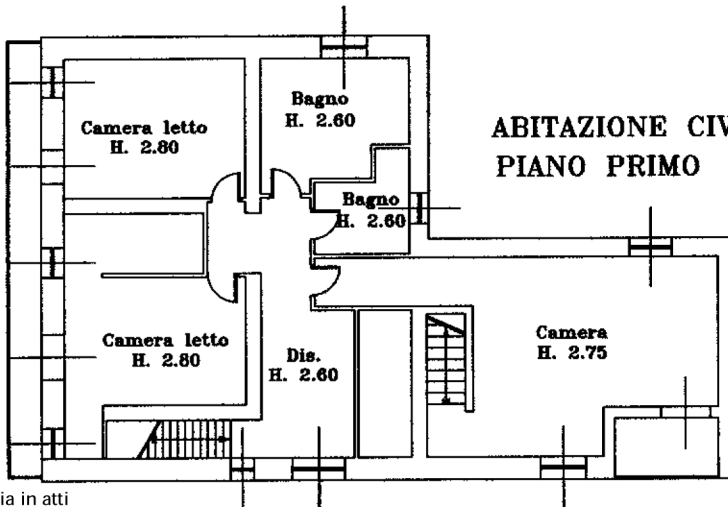 Bagno
H. 2.60
Camera letto
H. 2.80
ABITAZIONE CIV
PIANO PRIMO
Bagno
H. 2.60
Camera letto
H. 2.80
Dis.
H. 2.60
Camera
H. 2.75
ia in atti